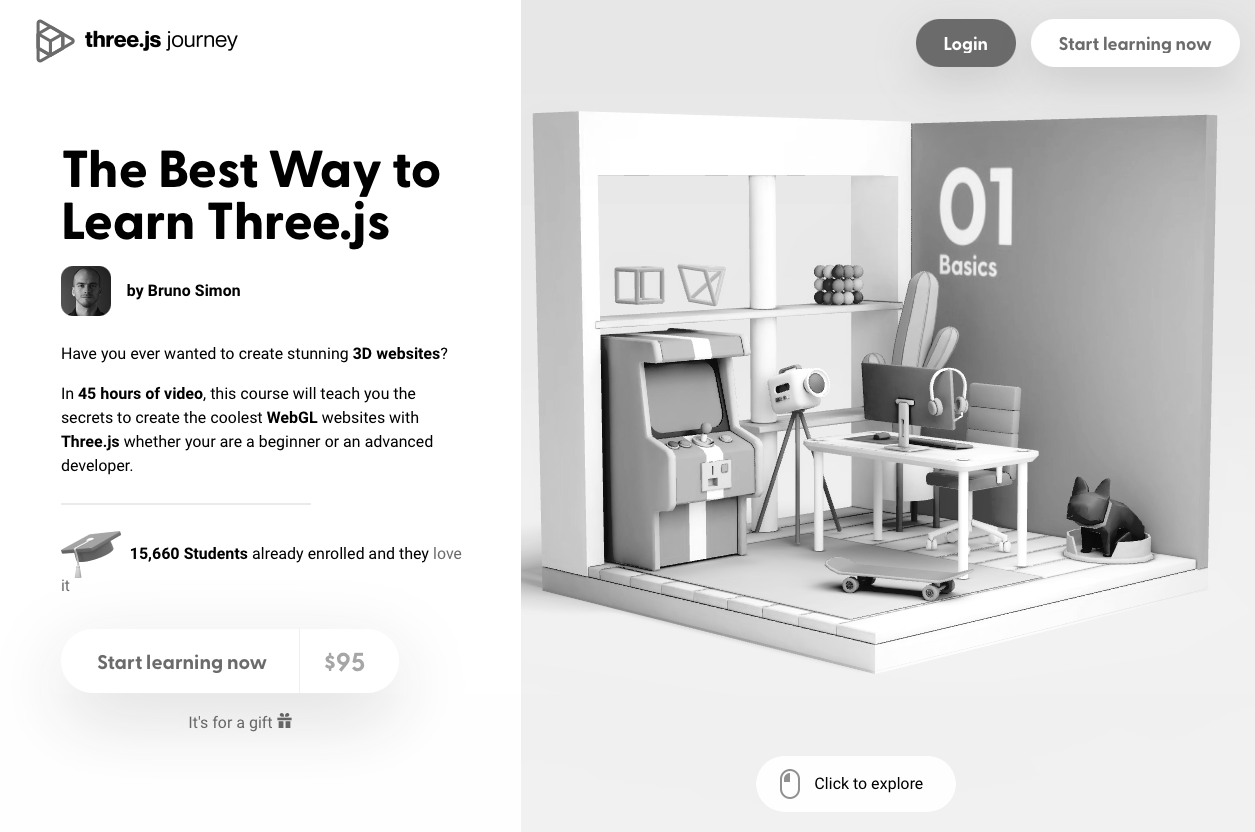 three.js journey
Login
Start learning now
The Best Way to
Learn Three.js
by Bruno Simon
Have you ever wanted to create stunning 3D websites?
In 45 hours of video, this course will teach you the
secrets to create the coolest WebGL websites with
Three.js whether your are a beginner or an advanced
developer.
15,660 Students already enrolled and they love
it
Start learning now
$95
It's for a gift
01
Basics
Click to explore